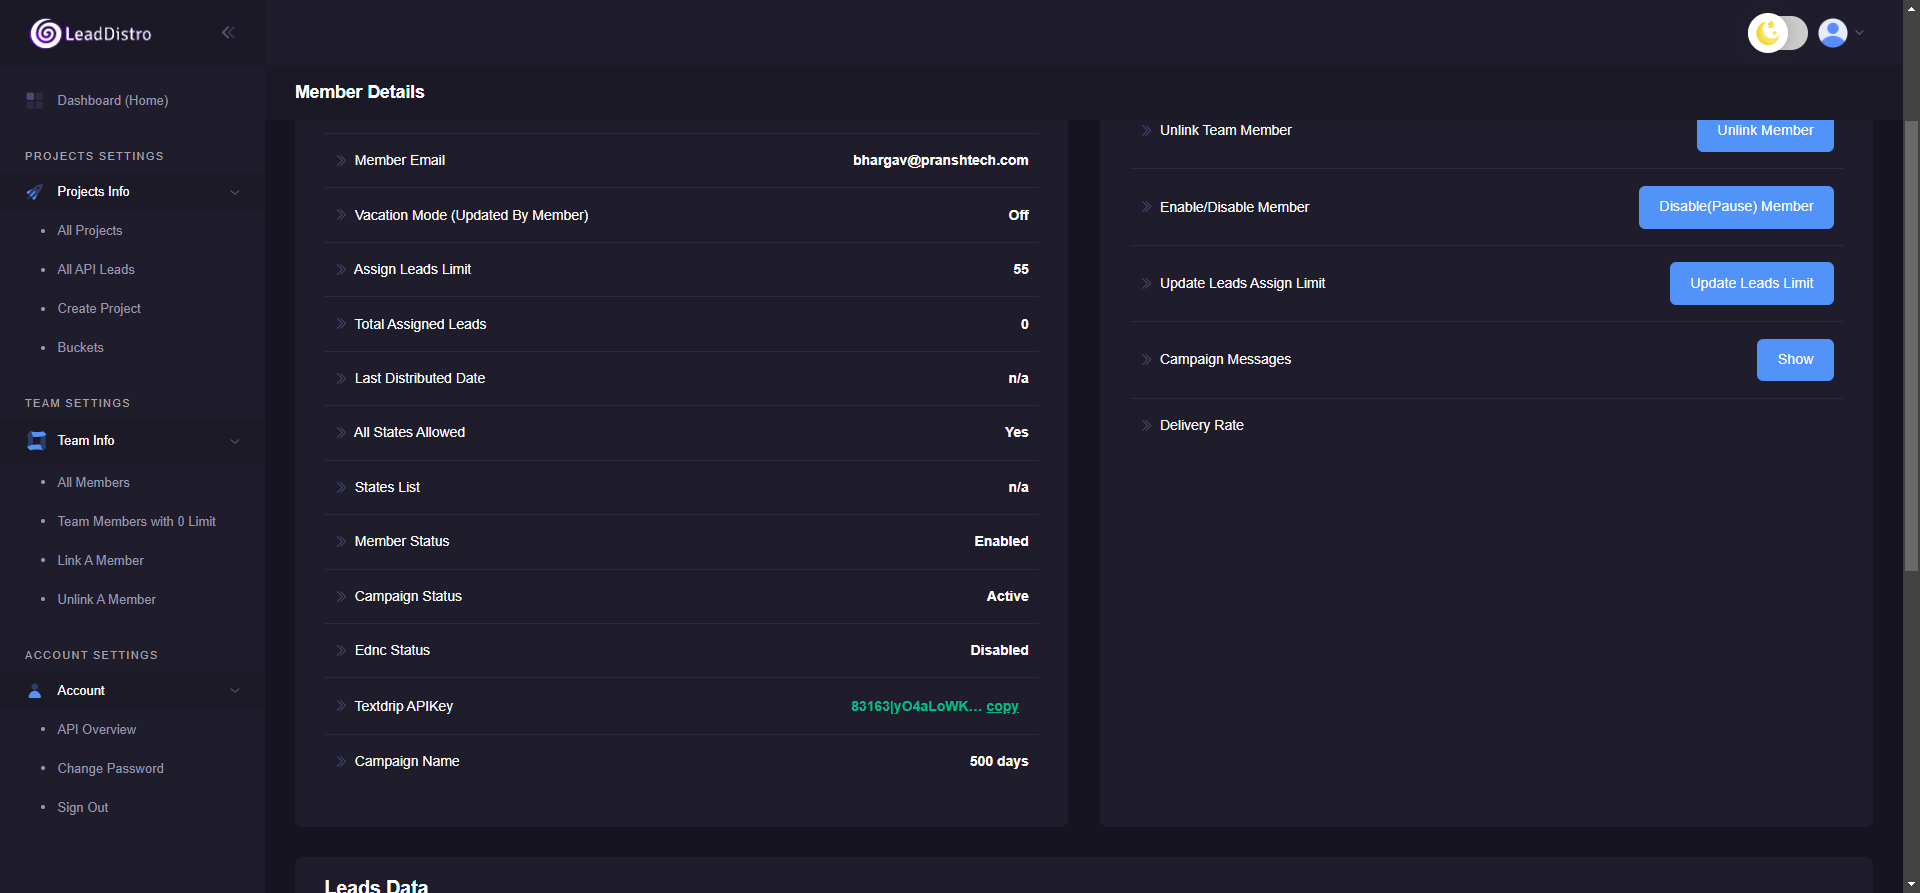 LeadDistro
Dashboard (Home)
PROJECTS SETTINGS
Projects Info
All Projects
All API Leads
Create Project
Buckets
TEAM SETTINGS
Team Info
All Members
Team Members with 0 Limit
Link A Member
Unlink A Member
ACCOUNT SETTINGS
Account
API Overview
Change Password
Sign Out
Member Details
Member Email bhargav@pranshtech.com
Vacation Mode (Updated By Member) Off
Assign Leads Limit 55
Total Assigned Leads 0
Last Distributed Date n/a
All States Allowed Yes
States List n/a
Member Status Enabled
Campaign Status Active
Ednc Status Disabled
Textdrip APIKey 83163|yO4aLoWK... copy
Campaign Name 500 days
Unlink Team Member Unlink Member
Enable/Disable Member Disable(Pause) Member
Update Leads Assign Limit Update Leads Limit
Campaign Messages Show
Delivery Rate
Leads Data